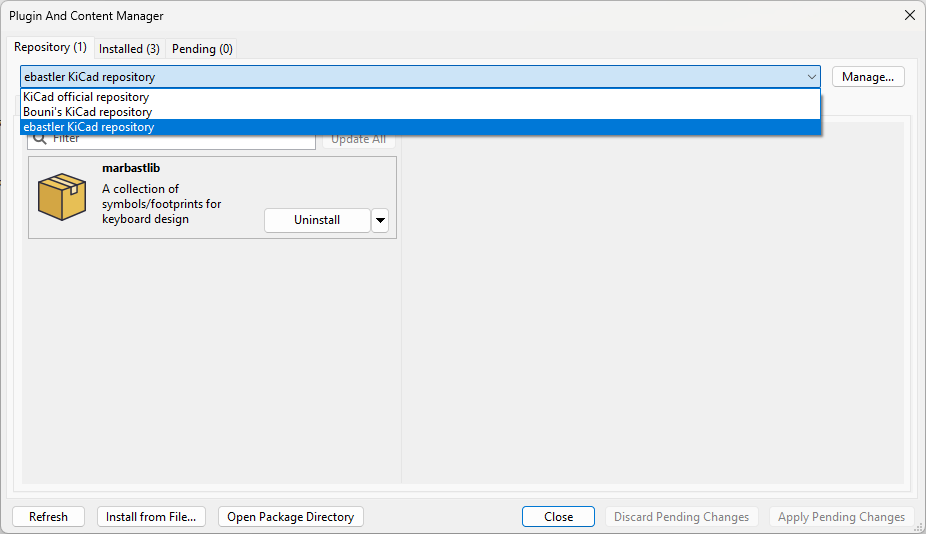 Plugin And Content Manager
Repository (1) Installed (3) Pending (0)
ebastler KiCad repository
Manage...
KiCad official repository
Bouni's KiCad repository
ebastler KiCad repository
Filter
Update All
marbastlib
A collection of
symbols/footprints for
keyboard design
Uninstall
Refresh Install from File... Open Package Directory Close Discard Pending Changes Apply Pending Changes